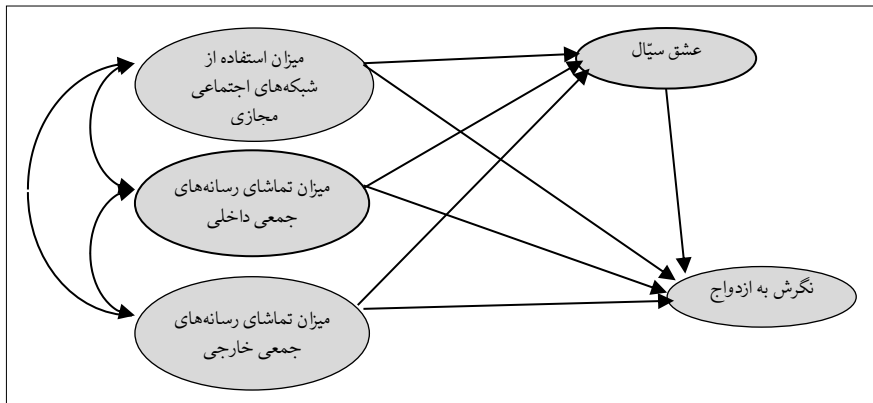 میزان استفاده از
شبکه‌های اجتماعی
مجازی
عشق سیّال
میزان تماشای رسانه‌های
جمعی داخلی
نگرش به ازدواج
میزان تماشای رسانه‌های
جمعی خارجی